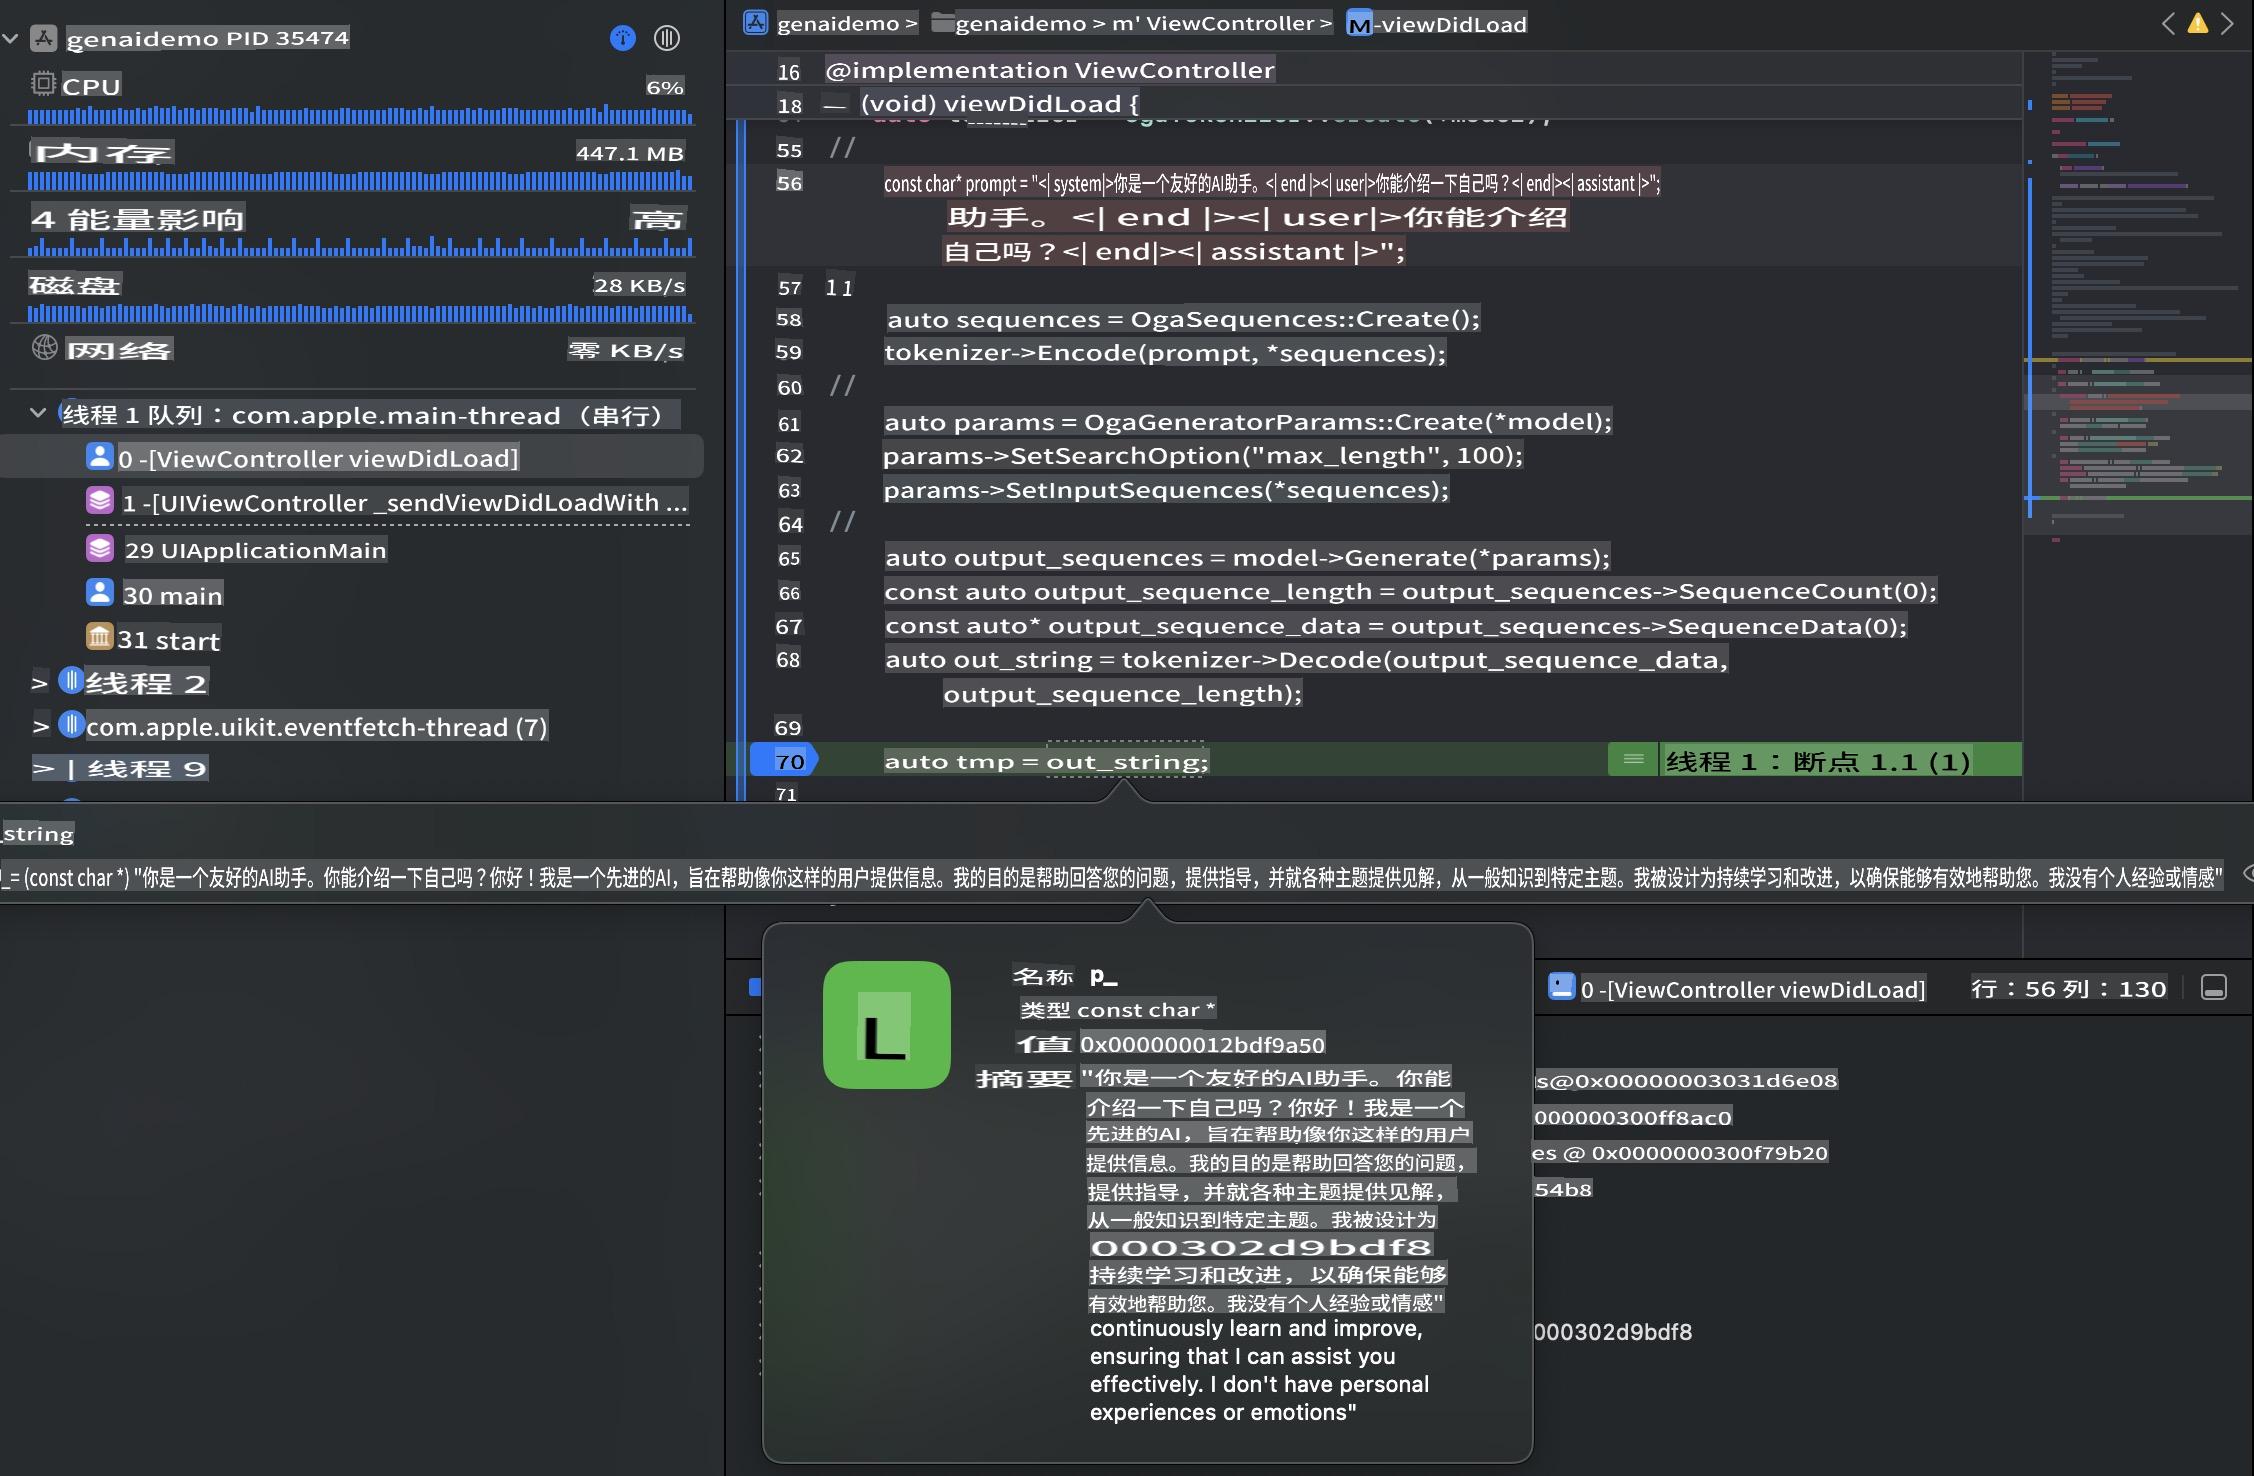 genaidemo PID 35474
CPU 6%
内存 447.1 MB
4 能量影响 高
磁盘 28 KB/s
网络 零 KB/s
线程 1 队列：com.apple.main-thread（串行）
0 -[ViewController viewDidLoad]
1 -[UIViewController _sendViewDidLoadWith ...
29 UIApplicationMain
30 main
31 start
> 线程 2
> com.apple.uikit.eventfetch-thread (7)
> | 线程 9
genaidemo > genaidemo > m' ViewController > M -viewDidLoad
16 @implementation ViewController
18 — (void) viewDidLoad {
55 //
56 const char* prompt = "<| system|>你是一个友好的AI助手。<| end |><| user|>你能介绍一下自己吗？<| end|><| assistant |>";
助手。<| end |><| user|>你能介绍
自己吗？<| end|><| assistant |>";
57 11
58 auto sequences = OgaSequences::Create();
59 tokenizer->Encode(prompt, *sequences);
60 //
61 auto params = OgaGeneratorParams::Create(*model);
62 params->SetSearchOption("max_length", 100);
63 params->SetInputSequences(*sequences);
64 //
65 auto output_sequences = model->Generate(*params);
66 const auto output_sequence_length = output_sequences->SequenceCount(0);
67 const auto* output_sequence_data = output_sequences->SequenceData(0);
68 auto out_string = tokenizer->Decode(output_sequence_data,
output_sequence_length);
69
70 auto tmp = out_string; 线程 1：断点 1.1 (1)
71
_string
_= (const char *) "你是一个友好的AI助手。你能介绍一下自己吗？你好！我是一个先进的AI，旨在帮助像你这样的用户提供信息。我的目的是帮助回答您的问题，提供指导，并就各种主题提供见解，从一般知识到特定主题。我被设计为持续学习和改进，以确保能够有效地帮助您。我没有个人经验或情感"
L
名称 p_
类型 const char *
值 0x000000012bdf9a50
摘要 "你是一个友好的AI助手。你能
介绍一下自己吗？你好！我是一个
先进的AI，旨在帮助像你这样的用户
提供信息。我的目的是帮助回答您的问题，
提供指导，并就各种主题提供见解，
从一般知识到特定主题。我被设计为
000302d9bdf8
持续学习和改进，以确保能够
有效地帮助您。我没有个人经验或情感"
continuously learn and improve,
ensuring that I can assist you
effectively. I don't have personal
experiences or emotions"
0 -[ViewController viewDidLoad] 行：56 列：130
s@0x00000003031d6e08
000000300ff8ac0
es @ 0x0000000300f79b20
54b8
000302d9bdf8